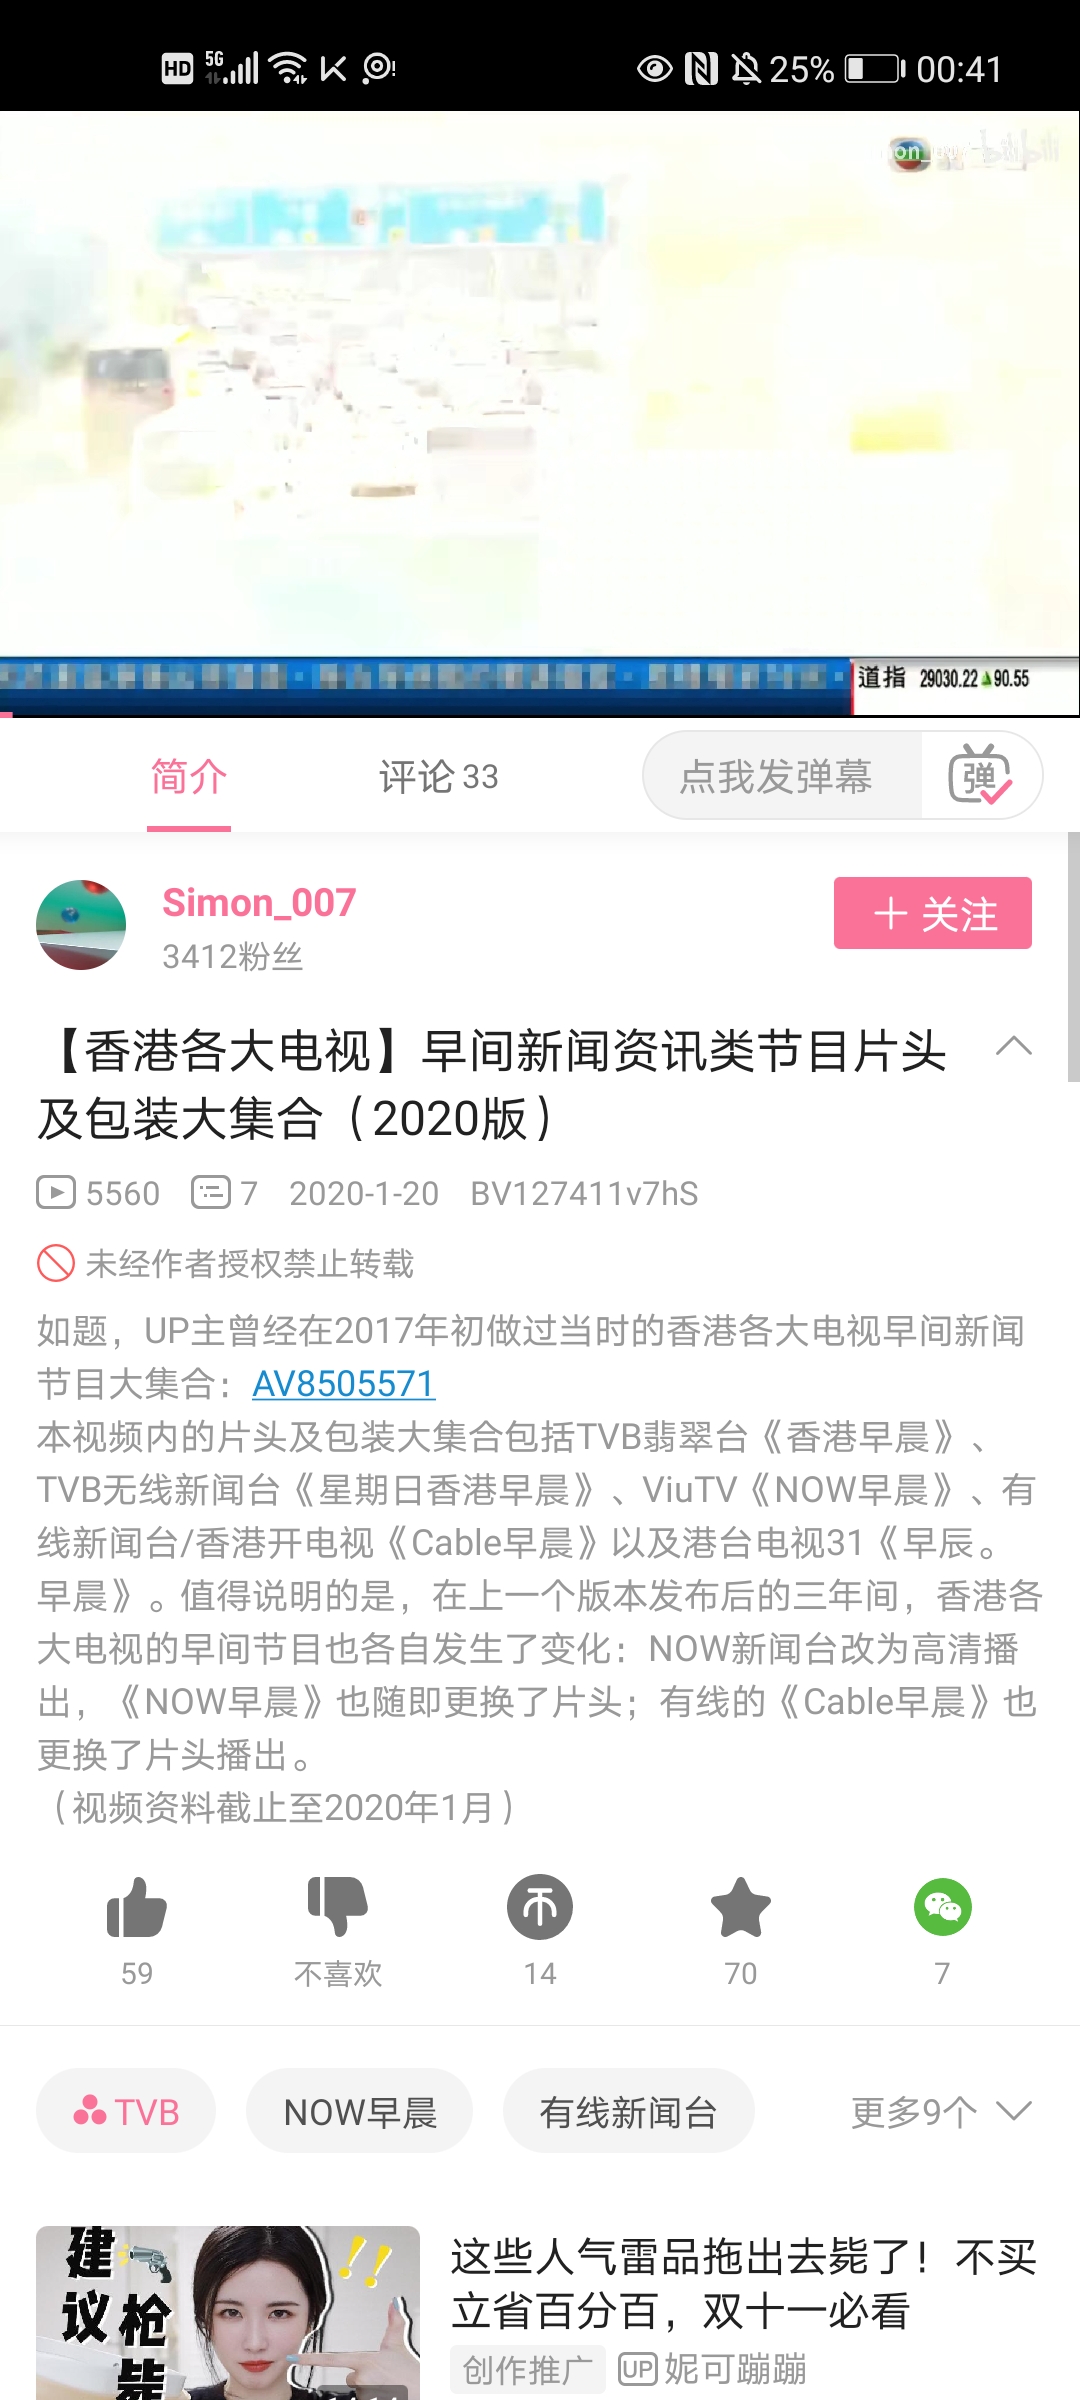 HD 5G 25% 00:41
道指 29030.22 90.55
简介 评论 33 点我发弹幕 弹
Simon_007
3412粉丝
关注
【香港各大电视】早间新闻资讯类节目片头
及包装大集合（2020版）
5560 7 2020-1-20 BV127411v7hS
未经作者授权禁止转载
如题，UP主曾经在2017年初做过当时的香港各大电视早间新闻
节目大集合：AV8505571
本视频内的片头及包装大集合包括TVB翡翠台《香港早晨》、
TVB无线新闻台《星期日香港早晨》、ViuTV《NOW早晨》、有
线新闻台/香港开电视《Cable早晨》以及港台电视31《早辰。
早晨》。值得说明的是，在上一个版本发布后的三年间，香港各
大电视的早间节目也各自发生了变化：NOW新闻台改为高清播
出，《NOW早晨》也随即更换了片头；有线的《Cable早晨》也
更换了片头播出。
（视频资料截止至2020年1月）
59 不喜欢 14 70 7
TVB NOW早晨 有线新闻台 更多9个
建
议枪
毙
这些人气雷品拖出去毙了！不买
立省百分百，双十一必看
创作推广 UP 妮可蹦蹦